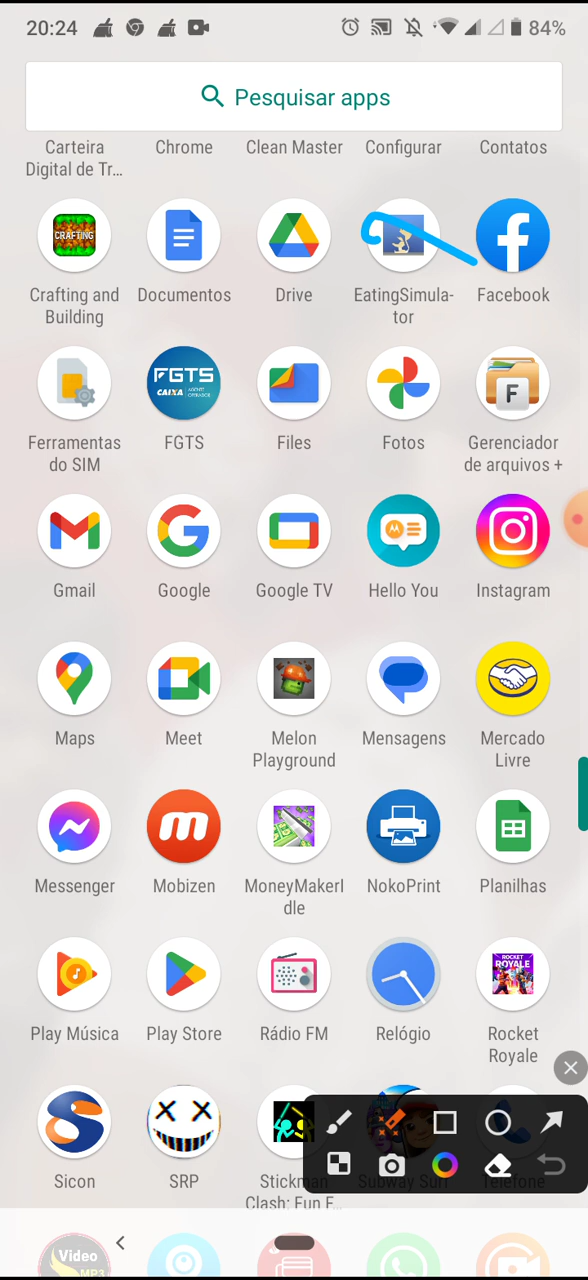 20:24
84%
Pesquisar apps
Carteira
Digital de Tr...
Chrome
Clean Master
Configurar
Contatos
CRAFTING
Crafting and
Building
Documentos
Drive
EatingSimula-
tor
Facebook
FGTS
CAIXA
Ferramentas
do SIM
FGTS
Files
Fotos
F
Gerenciador
de arquivos +
Gmail
Google
Google TV
Hello You
Instagram
Maps
Meet
Melon
Playground
Mensagens
Mercado
Livre
Messenger
Mobizen
MoneyMakerI
dle
NokoPrint
Planilhas
Play Música
Play Store
Rádio FM
Relógio
ROCKET
ROYALE
Rocket
Royale
Sicon
SRP
Stickman
Clash: Fun F...
Subway Surf
Telefone
Video
MP3